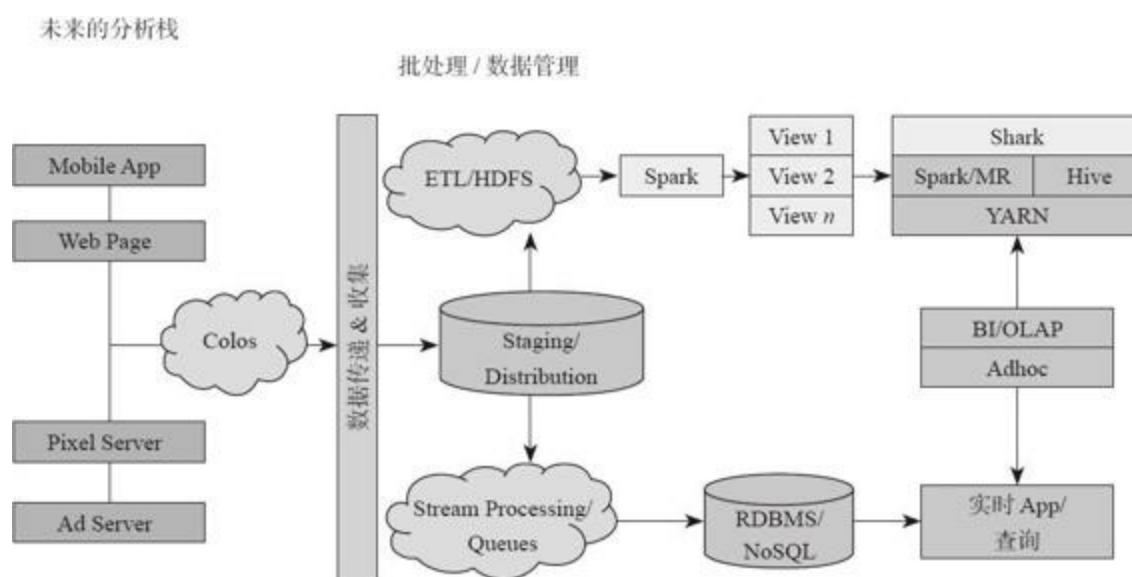 未来的分析栈
批处理 / 数据管理
Mobile App
Web Page
Colos
Pixel Server
Ad Server
数据传递 & 收集
ETL/HDFS
Spark
View 1
View 2
View n
Shark
Spark/MR
Hive
YARN
Staging/
Distribution
BI/OLAP
Adhoc
Stream Processing/
Queues
RDBMS/
NoSQL
实时 App/
查询